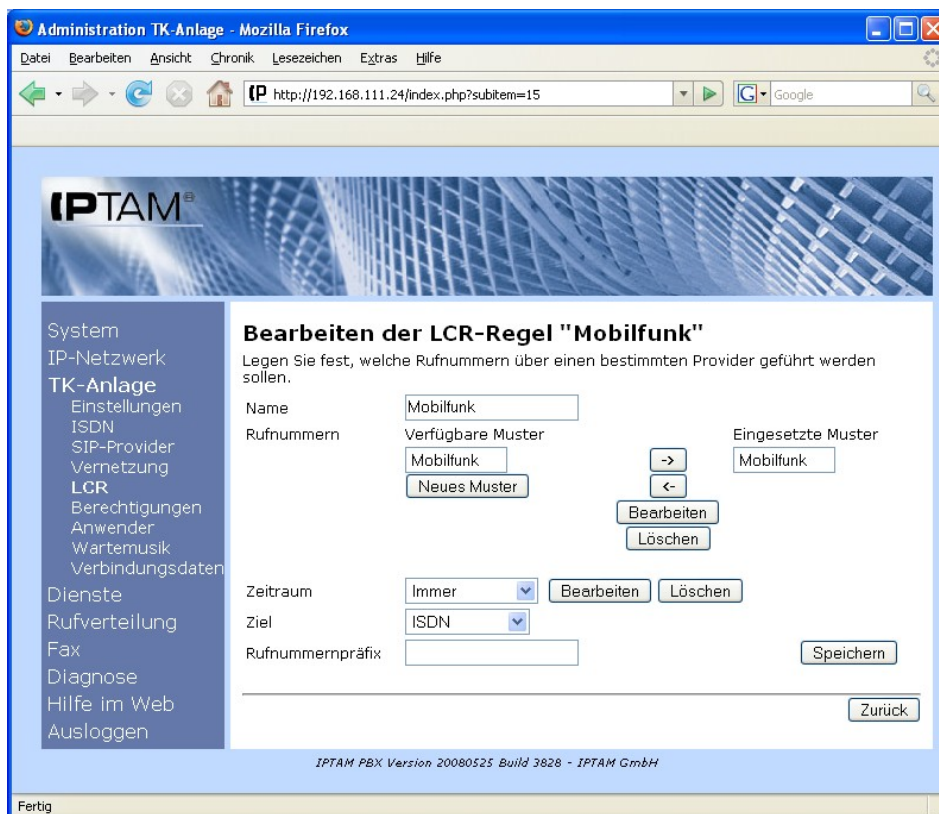 Administration TK-Anlage - Mozilla Firefox
Datei Bearbeiten Ansicht Chronik Lesezeichen Extras Hilfe
http://192.168.111.24/index.php?subitem=15
Google
IPTAM®
System
IP-Netzwerk
TK-Anlage
Einstellungen
ISDN
SIP-Provider
Vernetzung
LCR
Berechtigungen
Anwender
Wartemusik
Verbindungsdaten
Dienste
Rufverteilung
Fax
Diagnose
Hilfe im Web
Ausloggen
Bearbeiten der LCR-Regel "Mobilfunk"
Legen Sie fest, welche Rufnummern über einen bestimmten Provider geführt werden
sollen.
Name Mobilfunk
Rufnummern Verfügbare Muster Eingesetzte Muster
Mobilfunk -> Mobilfunk
Neues Muster <-
Bearbeiten
Löschen
Zeitraum Immer Bearbeiten Löschen
Ziel ISDN
Rufnummernpräfix Speichern
Zurück
IPTAM PBX Version 20080525 Build 3828 - IPTAM GmbH
Fertig